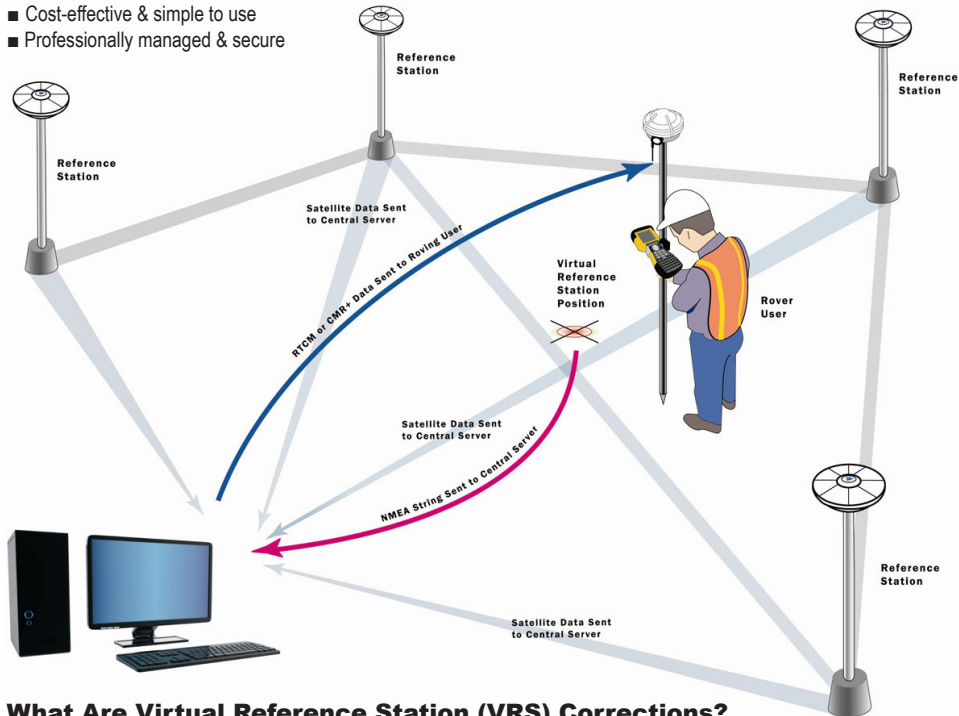 ■ Cost-effective & simple to use
■ Professionally managed & secure
Reference
Station
Reference
Station
Reference
Station
Satellite Data Sent
to Central Server
RTCM or CMR+ Data Sent to Roving User
Virtual
Reference
Station
Position
Rover
User
Satellite Data Sent
to Central Server
NMEA String Sent to Central Server
Reference
Station
Satellite Data Sent
to Central Server
What Are Virtual Reference Station (VRS) Corrections?